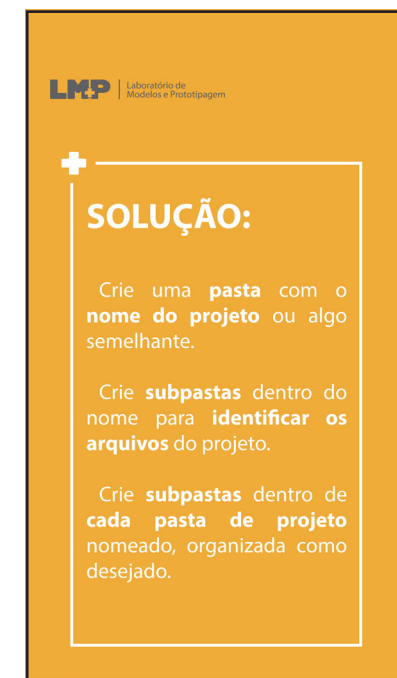 LMP
Laboratório de
Modelos e Prototipagem
SOLUÇÃO:
Crie uma pasta com o
nome do projeto ou algo
semelhante.
Crie subpastas dentro do
nome para identificar os
arquivos do projeto.
Crie subpastas dentro de
cada pasta de projeto
nomeado, organizada como
desejado.